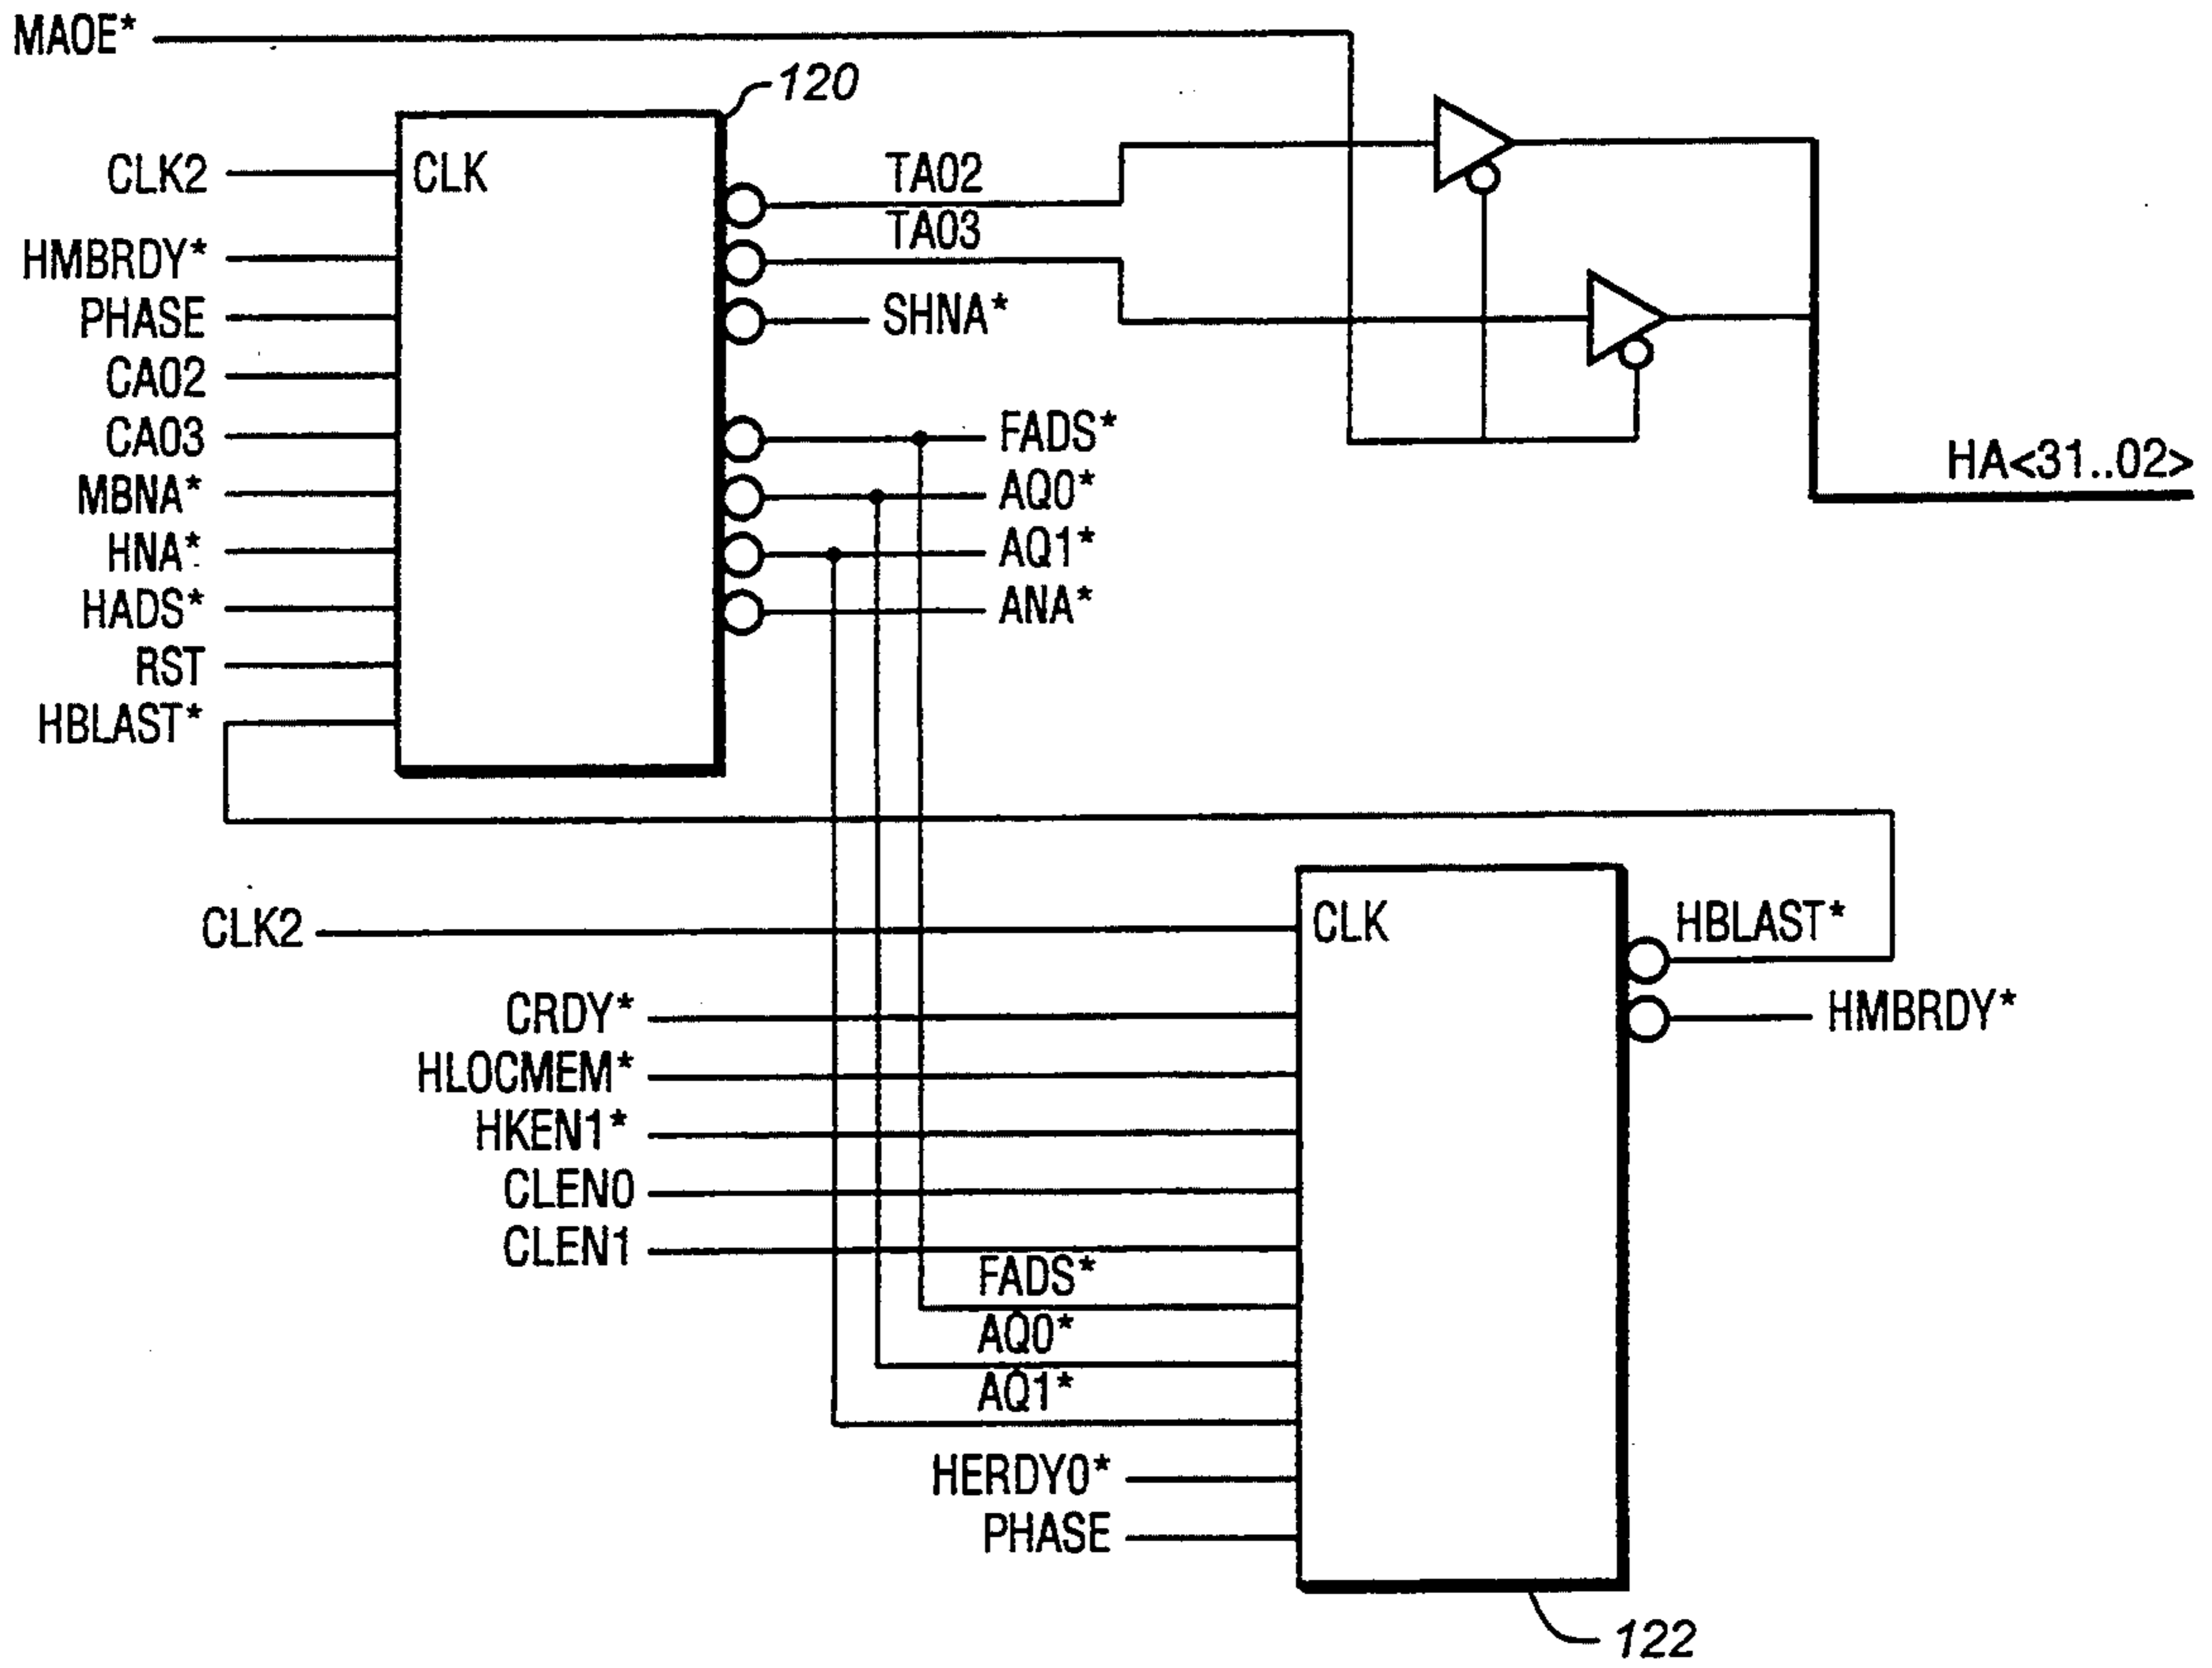 MAOE*
120
CLK2
CLK
TA02
HMBRDY*
TA03
PHASE
SHNA*
CA02
CA03
FADS*
MBNA*
AQ0*
HNA*
AQ1*
HADS*
ANA*
RST
HBLAST*
HA<31..02>
CLK2
CLK
HBLAST*
CRDY*
HMBRDY*
HLOCMEM*
HKEN1*
CLEN0
CLEN1
FADS*
AQ0*
AQ1*
HERDY0*
PHASE
122